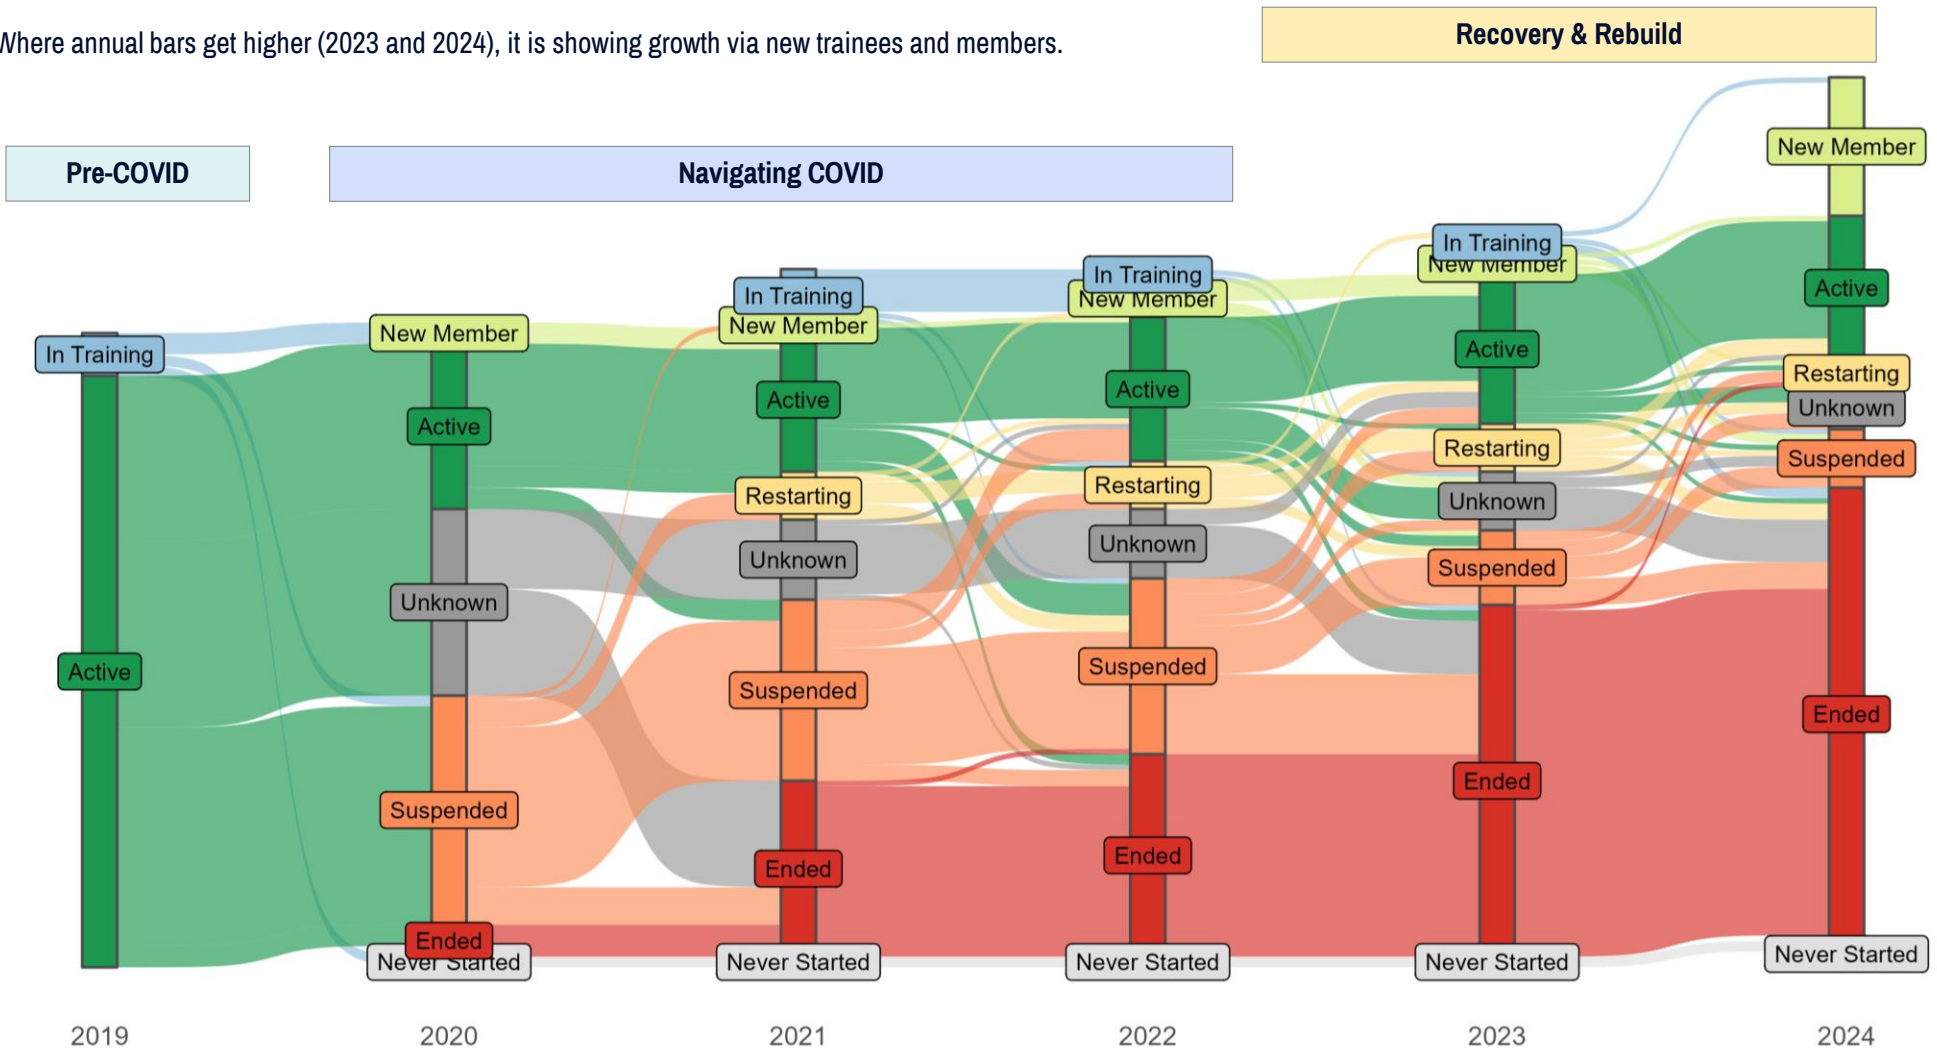 Where annual bars get higher (2023 and 2024), it is showing growth via new trainees and members.
Recovery & Rebuild
Pre-COVID
Navigating COVID
In Training
Active
2019
New Member
Active
Unknown
Suspended
Ended
Never Started
2020
In Training
New Member
Active
Restarting
Unknown
Suspended
Ended
Never Started
2021
In Training
New Member
Active
Restarting
Unknown
Suspended
Ended
Never Started
2022
In Training
New Member
Active
Restarting
Unknown
Suspended
Ended
Never Started
2023
New Member
Active
Restarting
Unknown
Suspended
Ended
Never Started
2024